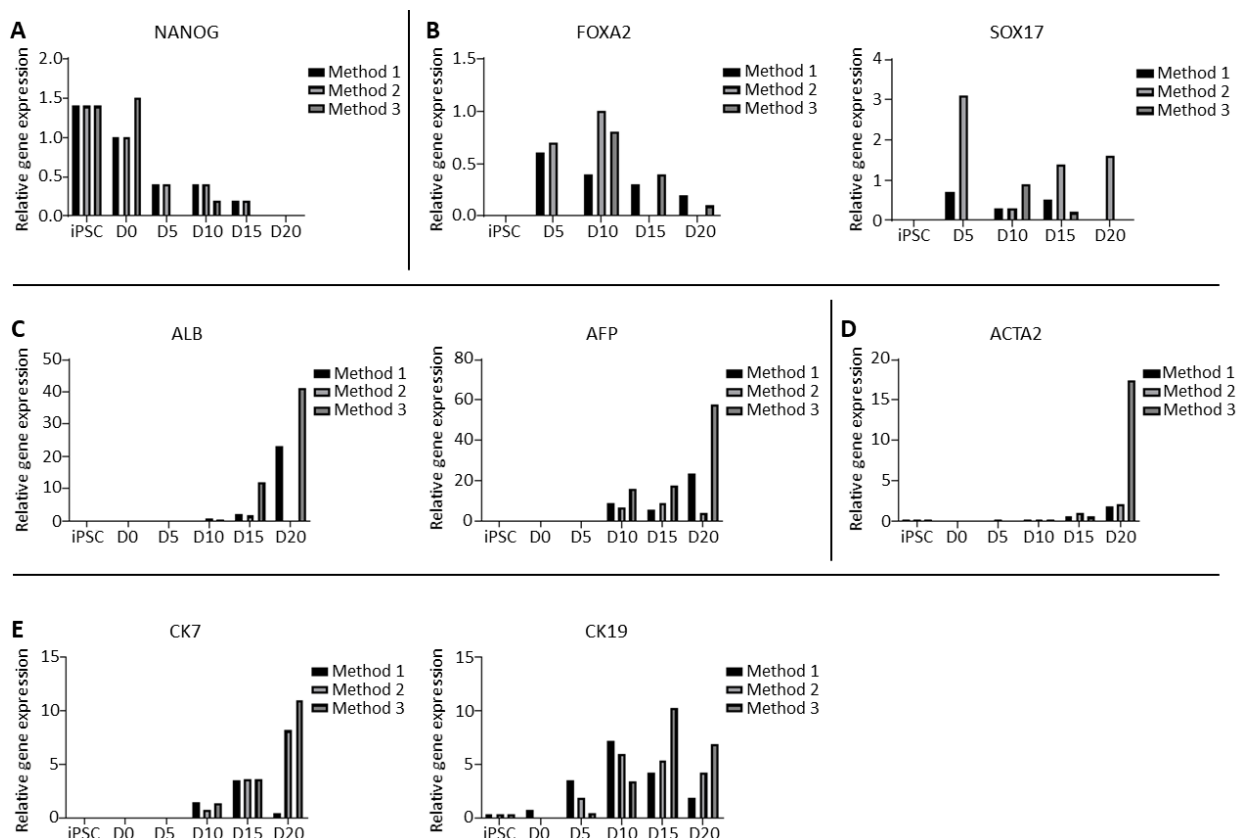 A
NANOG
Relative gene expression
2.0
1.5
1.0
0.5
0.0
iPSC D0 D5 D10 D15 D20
Method 1
Method 2
Method 3
B
FOXA2
Relative gene expression
1.5
1.0
0.5
0.0
iPSC D5 D10 D15 D20
Method 1
Method 2
Method 3
SOX17
Relative gene expression
4
3
2
1
0
iPSC D5 D10 D15 D20
Method 1
Method 2
Method 3
C
ALB
Relative gene expression
50
40
30
20
10
0
iPSC D0 D5 D10 D15 D20
Method 1
Method 2
Method 3
AFP
Relative gene expression
80
60
40
20
0
iPSC D0 D5 D10 D15 D20
Method 1
Method 2
Method 3
D
ACTA2
Relative gene expression
20
15
10
5
0
iPSC D0 D5 D10 D15 D20
Method 1
Method 2
Method 3
E
CK7
Relative gene expression
15
10
5
0
iPSC D0 D5 D10 D15 D20
Method 1
Method 2
Method 3
CK19
Relative gene expression
15
10
5
0
iPSC D0 D5 D10 D15 D20
Method 1
Method 2
Method 3